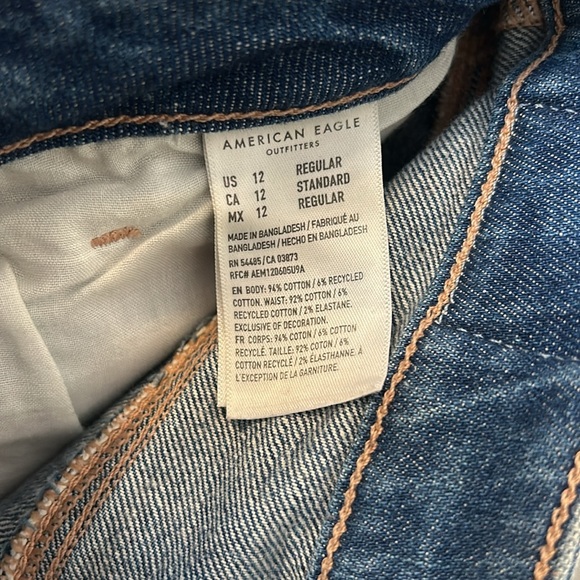 AMERICAN EAGLE
OUTFITTERS
US 12 REGULAR
CA 12 STANDARD
MX 12 REGULAR
MADE IN BANGLADESH / FABRIQUÉ AU
BANGLADESH / HECHO EN BANGLADESH
RN 54485/CA 03873
RFC# AEM120605U9A
EN BODY: 94% COTTON / 6% RECYCLED
COTTON. WAIST: 92% COTTON / 6%
RECYCLED COTTON / 2% ELASTANE.
EXCLUSIVE OF DECORATION.
FR CORPS: 94% COTON / 6% COTON
RECYCLÉ. TAILLE: 92% COTON / 6%
COTON RECYCLÉ / 2% ÉLASTHANNE. À
L'EXCEPTION DE LA GARNITURE.